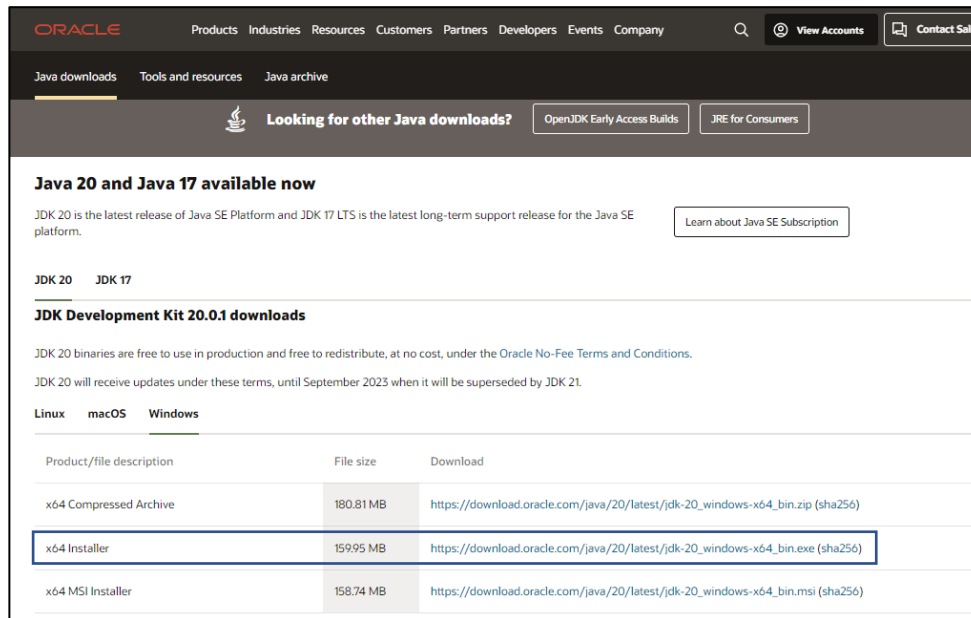 ORACLE Products Industries Resources Customers Partners Developers Events Company View Accounts Contact Sal
Java downloads Tools and resources Java archive
Looking for other Java downloads? OpenJDK Early Access Builds JRE for Consumers
Java 20 and Java 17 available now
JDK 20 is the latest release of Java SE Platform and JDK 17 LTS is the latest long-term support release for the Java SE
platform.
Learn about Java SE Subscription
JDK 20 JDK 17
JDK Development Kit 20.0.1 downloads
JDK 20 binaries are free to use in production and free to redistribute, at no cost, under the Oracle No-Fee Terms and Conditions.
JDK 20 will receive updates under these terms, until September 2023 when it will be superseded by JDK 21.
Linux macOS Windows
Product/file description File size Download
x64 Compressed Archive 180.81 MB https://download.oracle.com/java/20/latest/jdk-20_windows-x64_bin.zip (sha256)
x64 Installer 159.95 MB https://download.oracle.com/java/20/latest/jdk-20_windows-x64_bin.exe (sha256)
x64 MSI Installer 158.74 MB https://download.oracle.com/java/20/latest/jdk-20_windows-x64_bin.msi (sha256)